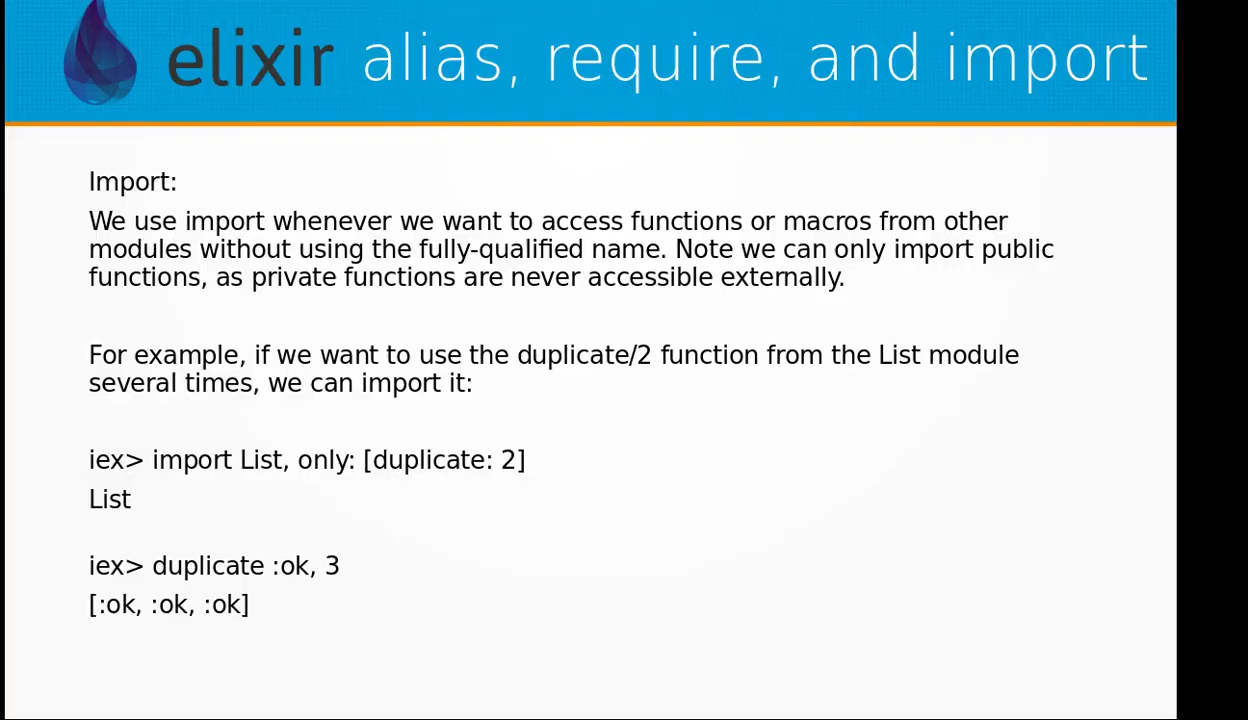 elixir alias, require, and import
Import:
We use import whenever we want to access functions or macros from other
modules without using the fully-qualified name. Note we can only import public
functions, as private functions are never accessible externally.
For example, if we want to use the duplicate/2 function from the List module
several times, we can import it:
iex> import List, only: [duplicate: 2]
List
iex> duplicate :ok, 3
[:ok, :ok, :ok]